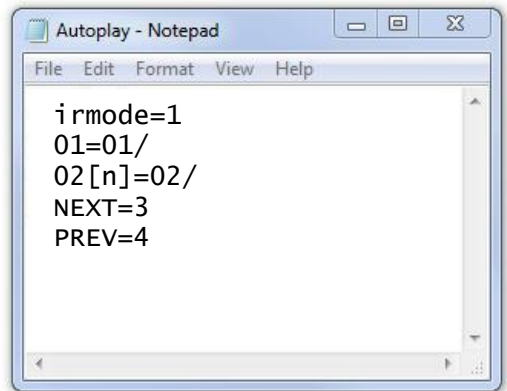 Autoplay - Notepad
File Edit Format View Help
irmode=1
01=01/
02[n]=02/
NEXT=3
PREV=4